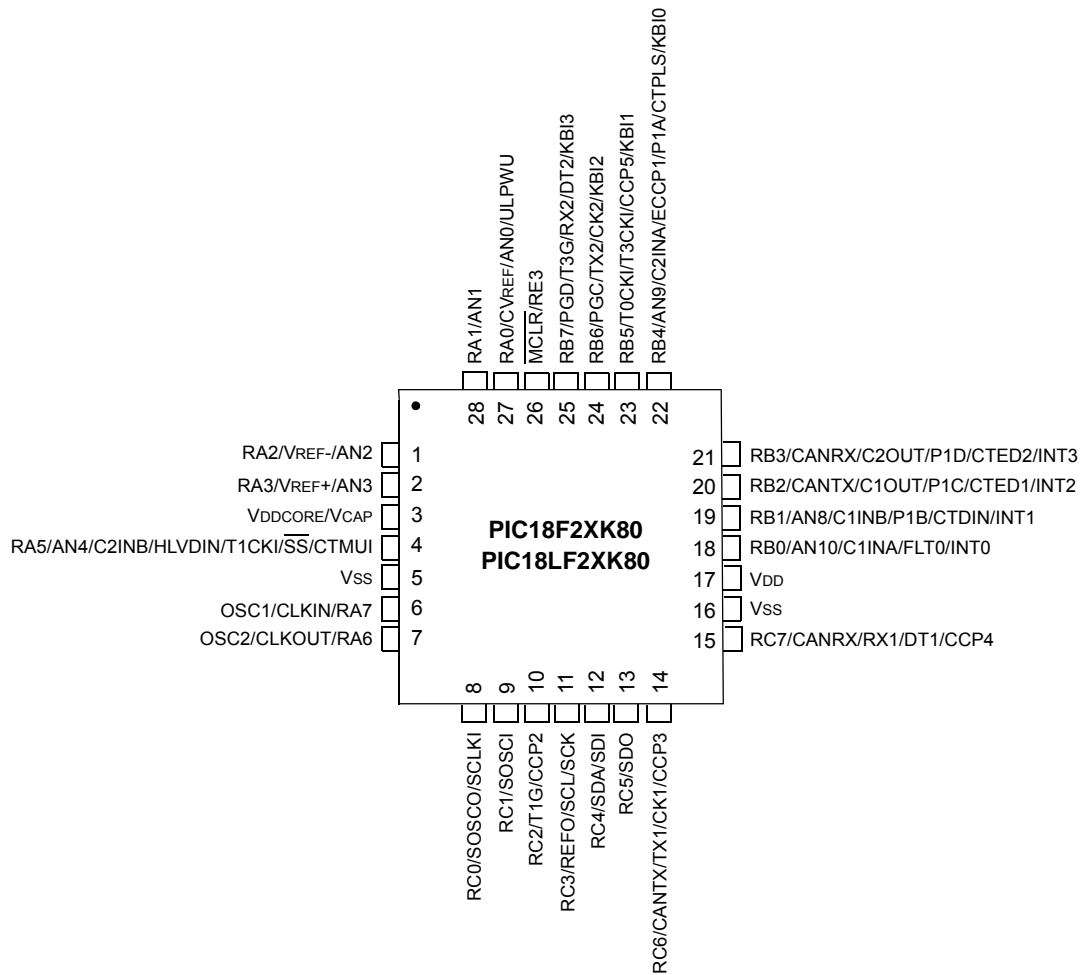 RA1/AN1
RA0/CVREF/AN0/ULPWU
MCLR/RE3
RB7/PGD/T3G/RX2/DT2/KBI3
RB6/PGC/TX2/CK2/KBI2
RB5/T0CKI/T3CKI/CCP5/KBI1
RB4/AN9/C2INA/ECCP1/P1A/CTPLS/KBI0
28
27
26
25
24
23
22
RA2/VREF-/AN2 1
RA3/VREF+/AN3 2
VDDCORE/VCAP 3
RA5/AN4/C2INB/HLVDIN/T1CKI/SS/CTMUI 4
VSS 5
OSC1/CLKIN/RA7 6
OSC2/CLKOUT/RA6 7
PIC18F2XK80
PIC18LF2XK80
21 RB3/CANRX/C2OUT/P1D/CTED2/INT3
20 RB2/CANTX/C1OUT/P1C/CTED1/INT2
19 RB1/AN8/C1INB/P1B/CTDIN/INT1
18 RB0/AN10/C1INA/FLT0/INT0
17 VDD
16 VSS
15 RC7/CANRX/RX1/DT1/CCP4
8
9
10
11
12
13
14
RC0/SOSCO/SCLKI
RC1/SOSCI
RC2/T1G/CCP2
RC3/REFO/SCL/SCK
RC4/SDA/SDI
RC5/SDO
RC6/CANTX/TX1/CK1/CCP3